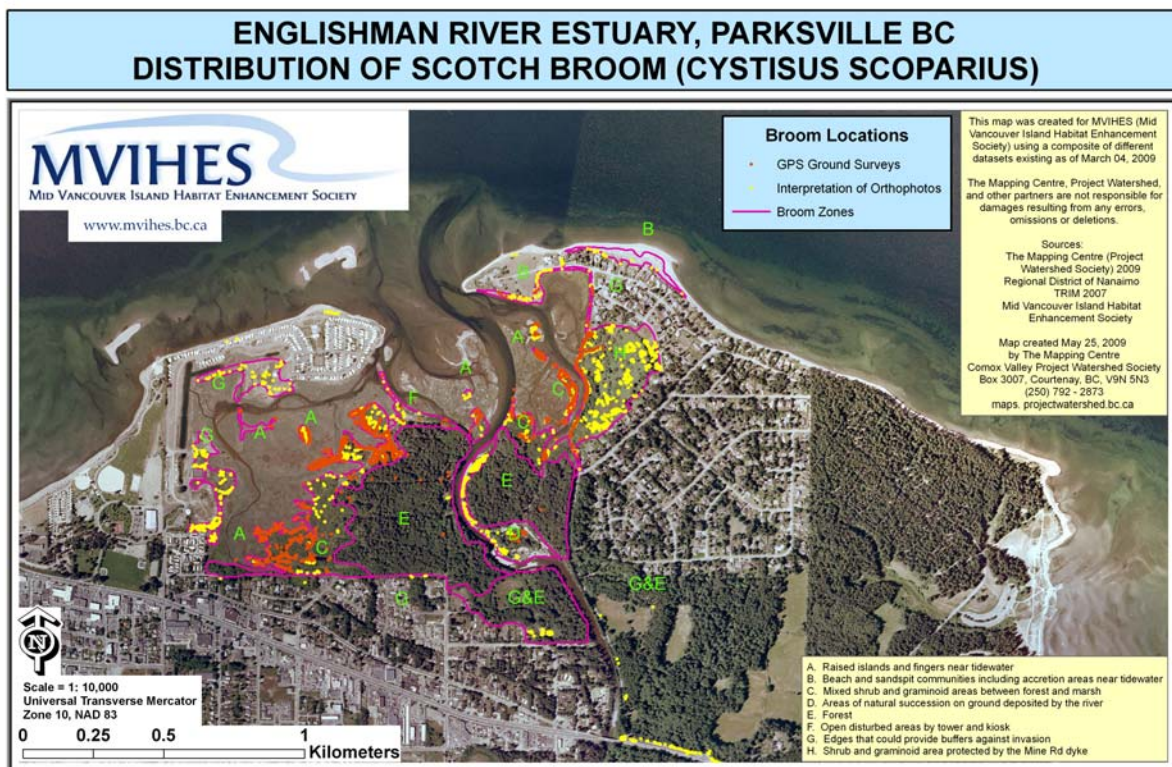 ENGLISHMAN RIVER ESTUARY, PARKSVILLE BC
DISTRIBUTION OF SCOTCH BROOM (CYSTISUS SCOPARIUS)
MVIHES
MID VANCOUVER ISLAND HABITAT ENHANCEMENT SOCIETY
www.mvihes.bc.ca
Broom Locations
GPS Ground Surveys
Interpretation of Orthophotos
Broom Zones
This map was created for MVIHES (Mid
Vancouver Island Habitat Enhancement
Society) using a composite of different
datasets existing as of March 04, 2009
The Mapping Centre, Project Watershed,
and other partners are not responsible for
damages resulting from any errors,
omissions or deletions.
Sources:
The Mapping Centre (Project
Watershed Society) 2009
Regional District of Nanaimo
TRIM 2007
Mid Vancouver Island Habitat
Enhancement Society
Map created May 25, 2009
by The Mapping Centre
Comox Valley Project Watershed Society
Box 3007, Courtenay, BC, V9N 5N3
(250) 792 - 2873
maps. projectwatershed.bc.ca
B
B
G
A
H
A
C
G
F
A
A
C
G
E
E
A
C
D
G
G&E
G&E
N
Scale = 1: 10,000
Universal Transverse Mercator
Zone 10, NAD 83
0 0.25 0.5 1
Kilometers
A. Raised islands and fingers near tidewater
B. Beach and sandspit communities including accretion areas near tidewater
C. Mixed shrub and graminoid areas between forest and marsh
D. Areas of natural succession on ground deposited by the river
E. Forest
F. Open disturbed areas by tower and kiosk
G. Edges that could provide buffers against invasion
H. Shrub and graminoid area protected by the Mine Rd dyke